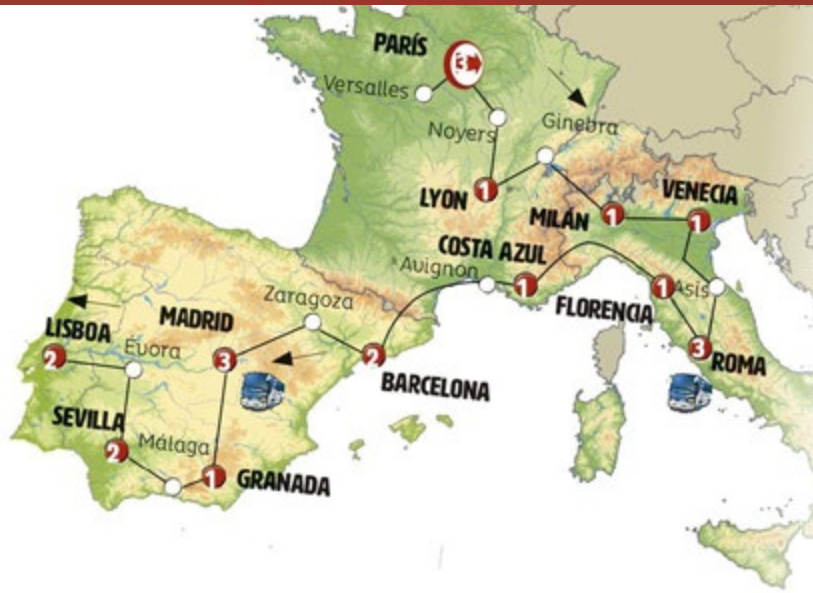 PARÍS
3
Versalles
Noyers
Ginebra
LYON
1
MILÁN
1
VENECIA
1
COSTA AZUL
1
Avignon
FLORENCIA
1
Asis
3
ROMA
Zaragoza
MADRID
3
2
BARCELONA
LISBOA
2
Evora
SEVILLA
2
Málaga
1
GRANADA